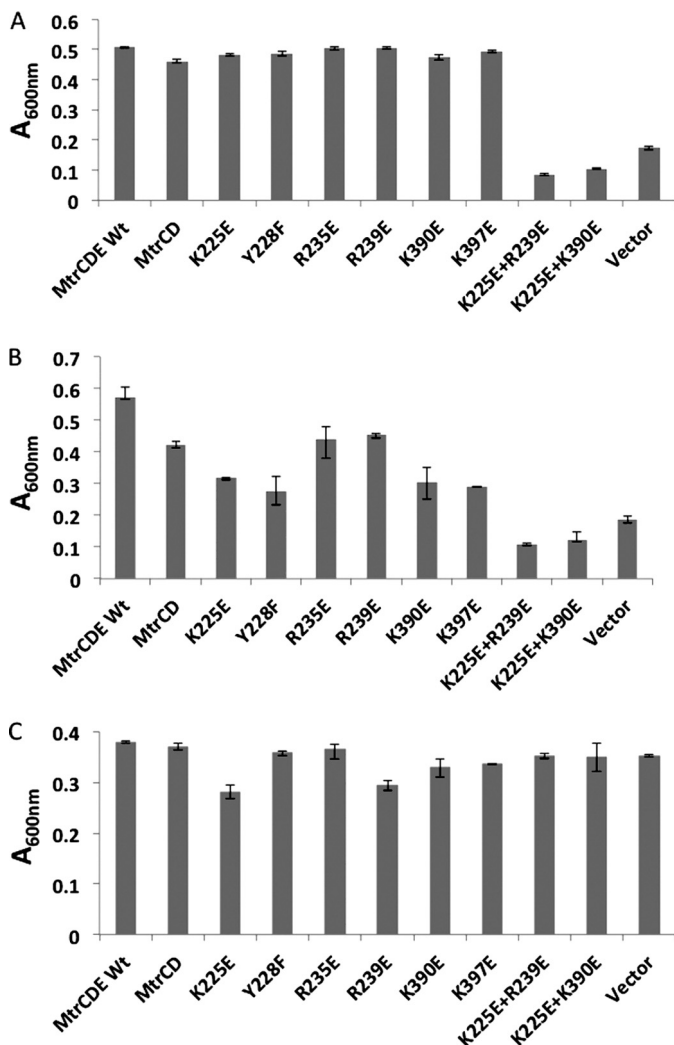 A
A600nm
0.6
0.5
0.4
0.3
0.2
0.1
0
MtrCDE Wt
MtrCD
K225E
Y228F
R235E
R239E
K390E
K397E
K225E+R239E
K225E+K390E
Vector
B
A600nm
0.7
0.6
0.5
0.4
0.3
0.2
0.1
0
MtrCDE Wt
MtrCD
K225E
Y228F
R235E
R239E
K390E
K397E
K225E+R239E
K225E+K390E
Vector
C
A600nm
0.4
0.3
0.2
0.1
0
MtrCDE Wt
MtrCD
K225E
Y228F
R235E
R239E
K390E
K397E
K225E+R239E
K225E+K390E
Vector